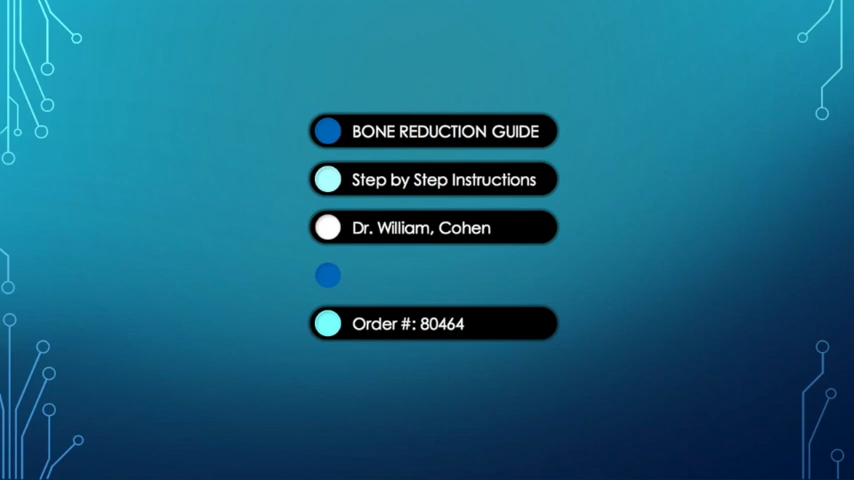 BONE REDUCTION GUIDE
Step by Step Instructions
Dr. William, Cohen
Order #: 80464